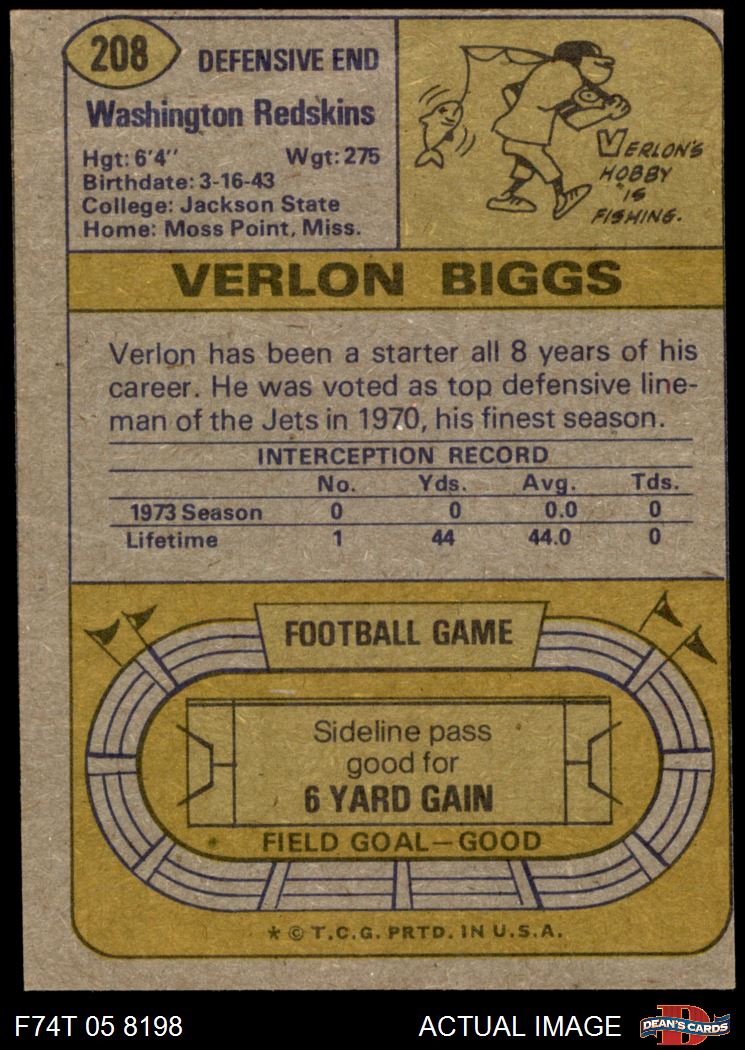 208
DEFENSIVE END
Washington Redskins
Hgt: 6'4" Wgt: 275
Birthdate: 3-16-43
College: Jackson State
Home: Moss Point, Miss.
VERLON'S
HOBBY
IS
FISHING.
VERLON BIGGS
Verlon has been a starter all 8 years of his
career. He was voted as top defensive line-
man of the Jets in 1970, his finest season.
INTERCEPTION RECORD
No. Yds. Avg. Tds.
1973 Season 0 0 0.0 0
Lifetime 1 44 44.0 0
FOOTBALL GAME
Sideline pass
good for
6 YARD GAIN
FIELD GOAL—GOOD
* © T.C.G. PRTD. IN U.S.A.
F74T 05 8198 ACTUAL IMAGE
D
DEAN'S CARDS